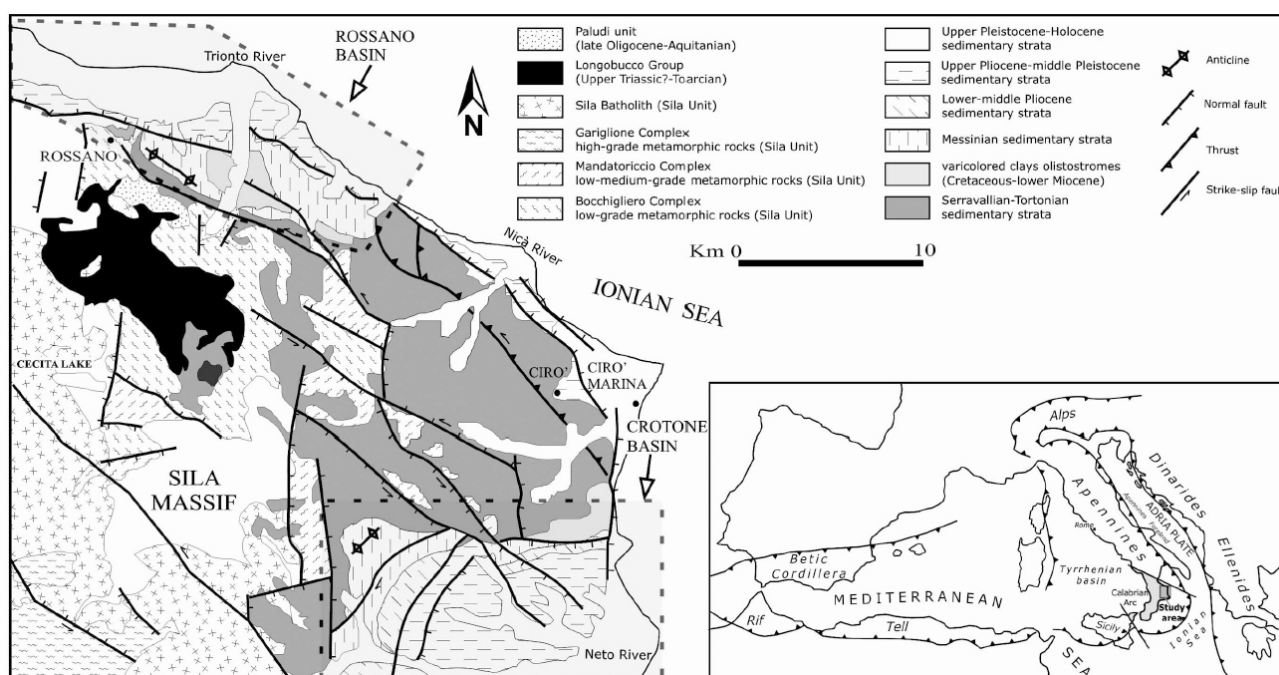 Trionto River
ROSSANO
BASIN
N
ROSSANO
Nicà River
IONIAN SEA
CECITA LAKE
CIRO'
CIRO'
MARINA
CROTONE
BASIN
SILA
MASSIF
Neto River
Paludi unit
(late Oligocene-Aquitanian)
Longobucco Group
(Upper Triassic?-Toarcian)
Sila Batholith (Sila Unit)
Gariglione Complex
high-grade metamorphic rocks (Sila Unit)
Mandatoriccio Complex
low-medium-grade metamorphic rocks (Sila Unit)
Bocchigliero Complex
low-grade metamorphic rocks (Sila Unit)
Upper Pleistocene-Holocene
sedimentary strata
Upper Pliocene-middle Pleistocene
sedimentary strata
Lower-middle Pliocene
sedimentary strata
Messinian sedimentary strata
varicolored clays olistostromes
(Cretaceous-lower Miocene)
Serravallian-Tortonian
sedimentary strata
Anticline
Normal fault
Thrust
Strike-slip fault
Km 0 10
Alps
Dinarides
Apennines
ADRIA PLATE
Rome
Ellenides
Betic
Cordillera
Tyrrhenian
basin
Calabrian
Arc
Study
area
MEDITERRANEAN
Rif
Tell
Sicily
Ionian
Sea
SEA